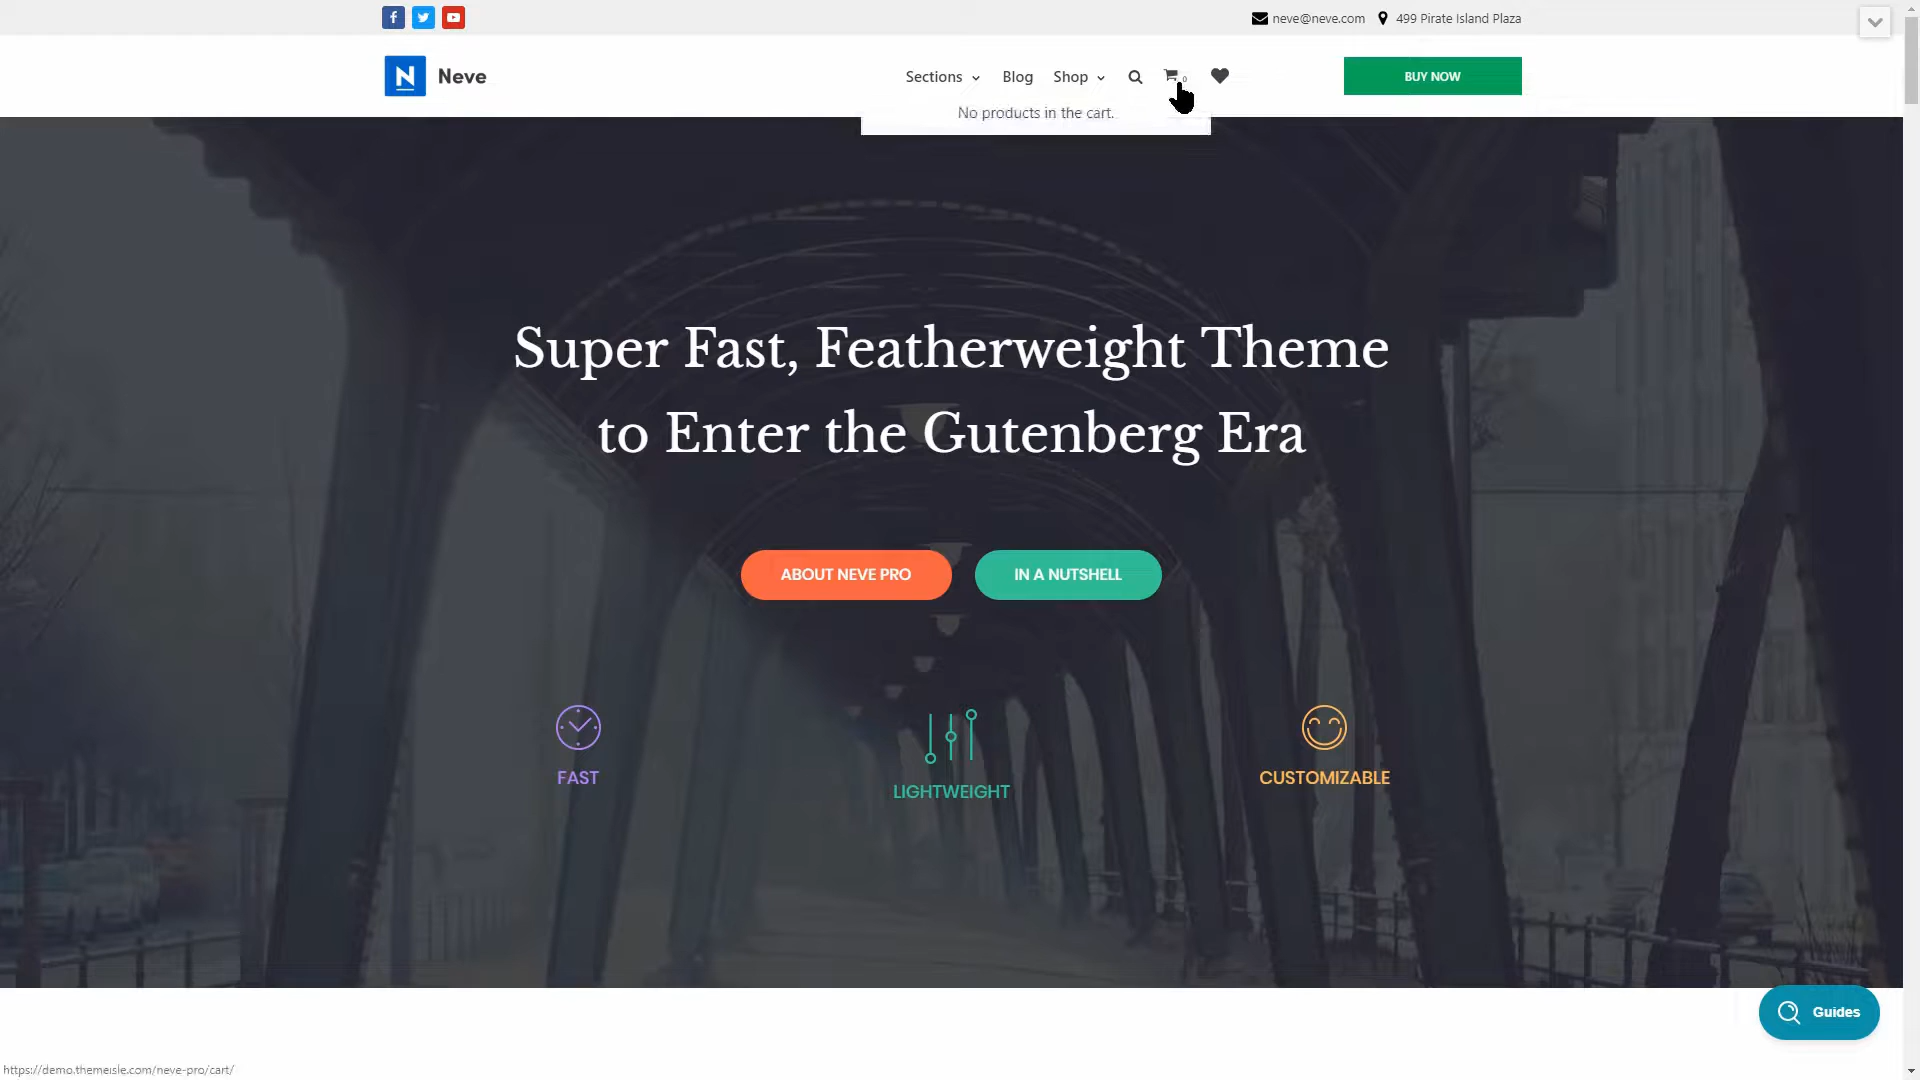 neve@neve.com 499 Pirate Island Plaza
N Neve Sections Blog Shop 0 BUY NOW
No products in the cart.
Super Fast, Featherweight Theme
to Enter the Gutenberg Era
ABOUT NEVE PRO IN A NUTSHELL
FAST LIGHTWEIGHT CUSTOMIZABLE
Guides
https://demo.themeisle.com/neve-pro/cart/